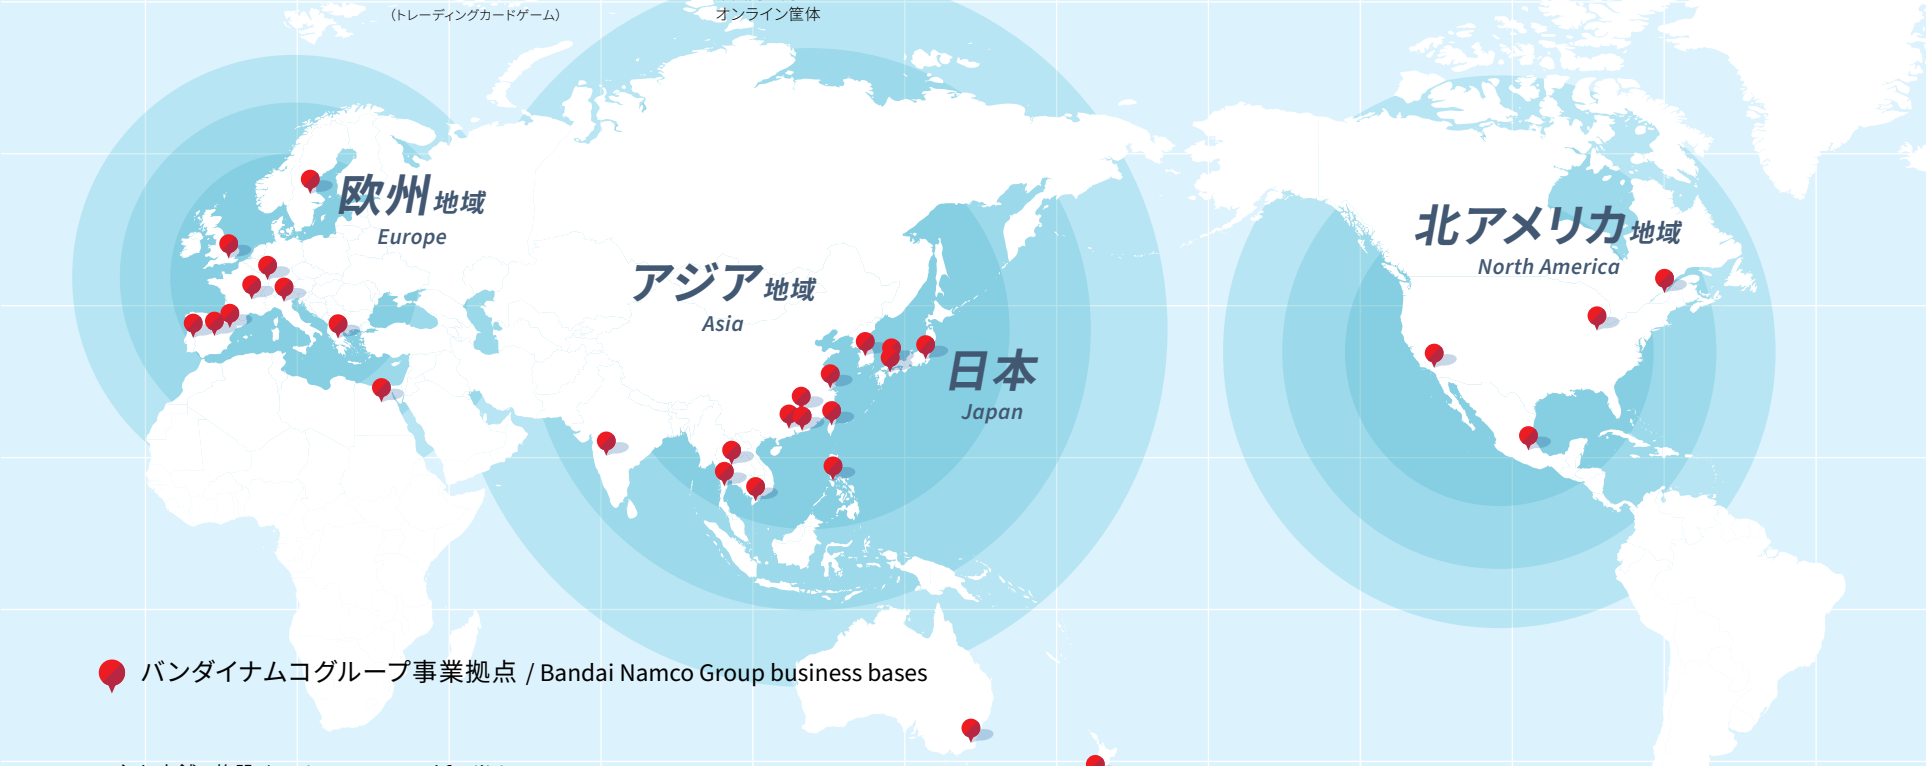 （トレーディングカードゲーム）
オンライン筐体
欧州地域
Europe
アジア地域
Asia
日本
Japan
北アメリカ地域
North America
バンダイナムコグループ事業拠点 / Bandai Namco Group business bases